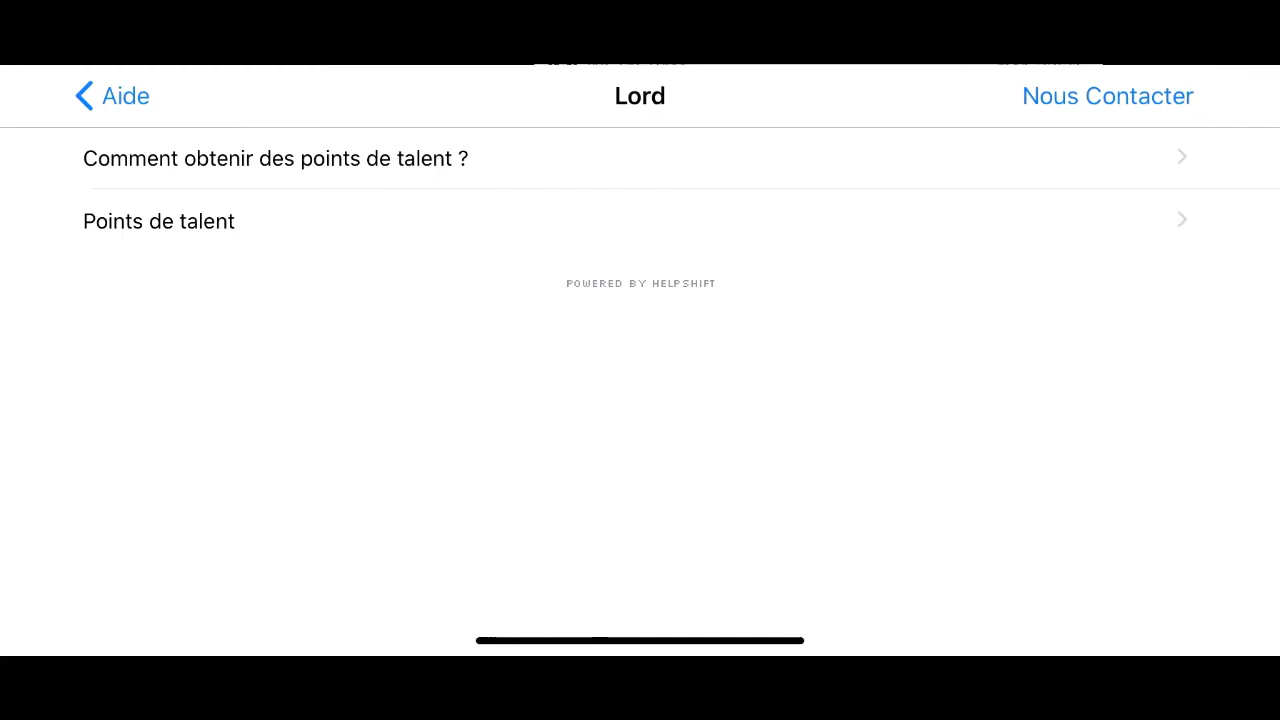 Aide
Lord
Nous Contacter
Comment obtenir des points de talent ?
Points de talent
POWERED BY HELPSHIFT